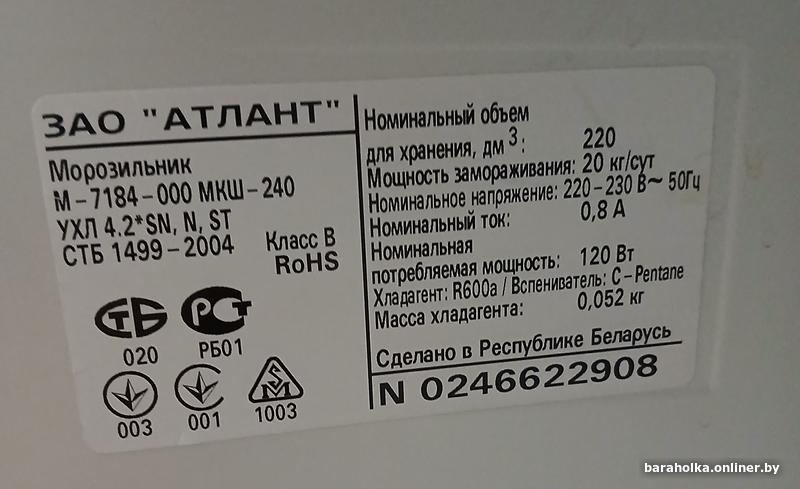 ЗАО "АТЛАНТ"
Морозильник
М-7184-000 МКШ-240
УХЛ 4.2*SN, N, ST
СТБ 1499-2004
Класс В
RoHS
СТБ
020
РСТ
РБ01
003
001
1003
Номинальный объем
для хранения, дм³: 220
Мощность замораживания: 20 кг/сут
Номинальное напряжение: 220-230 В~ 50Гц
Номинальный ток: 0,8 А
Номинальная
потребляемая мощность: 120 Вт
Хладагент: R600a / Вспениватель: С-Pentane
Масса хладагента: 0,052 кг
Сделано в Республике Беларусь
N 0246622908
baraholka.onliner.by